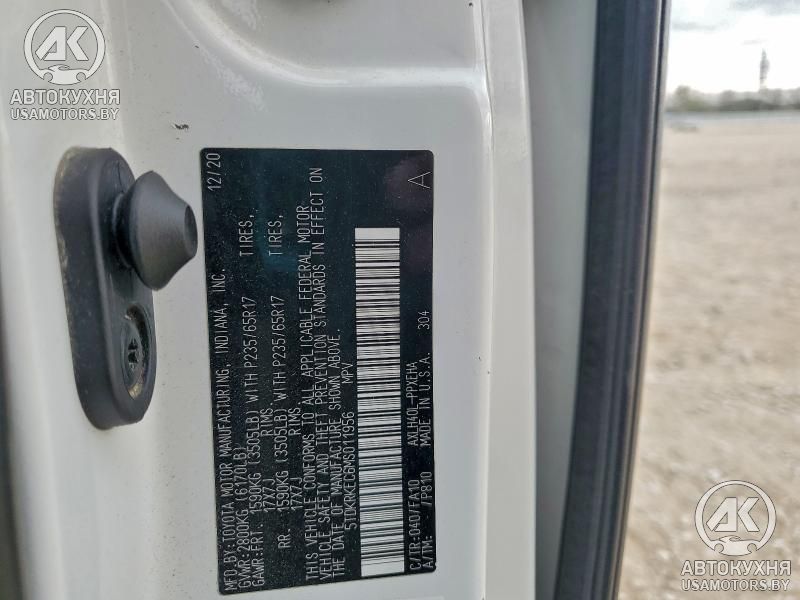 AK
АВТОКУХНЯ
USAMOTORS.BY
MFD.BY:TOYOTA MOTOR MANUFACTURING, INDIANA, INC. 12/20
GVWR:2800KG (6170LB)
GAWR:FRT. 1590KG (3505LB) WITH P235/65R17 TIRES,
17X7J RIMS
RR. 1590KG (3505LB) WITH P235/65R17 TIRES,
17X7J RIMS
THIS VEHICLE CONFORMS TO ALL APPLICABLE FEDERAL MOTOR
VEHICLE SAFETY AND THEFT PREVENTION STANDARDS IN EFFECT ON
THE DATE OF MANUFACTURE SHOWN ABOVE.
5TDKRKEC6MS011956 MPV A
C/TR:040/FA10 AXLH40L-PPXEHA
A/TM: -/P810 MADE IN U.S.A. 304
AK
АВТОКУХНЯ
USAMOTORS.BY